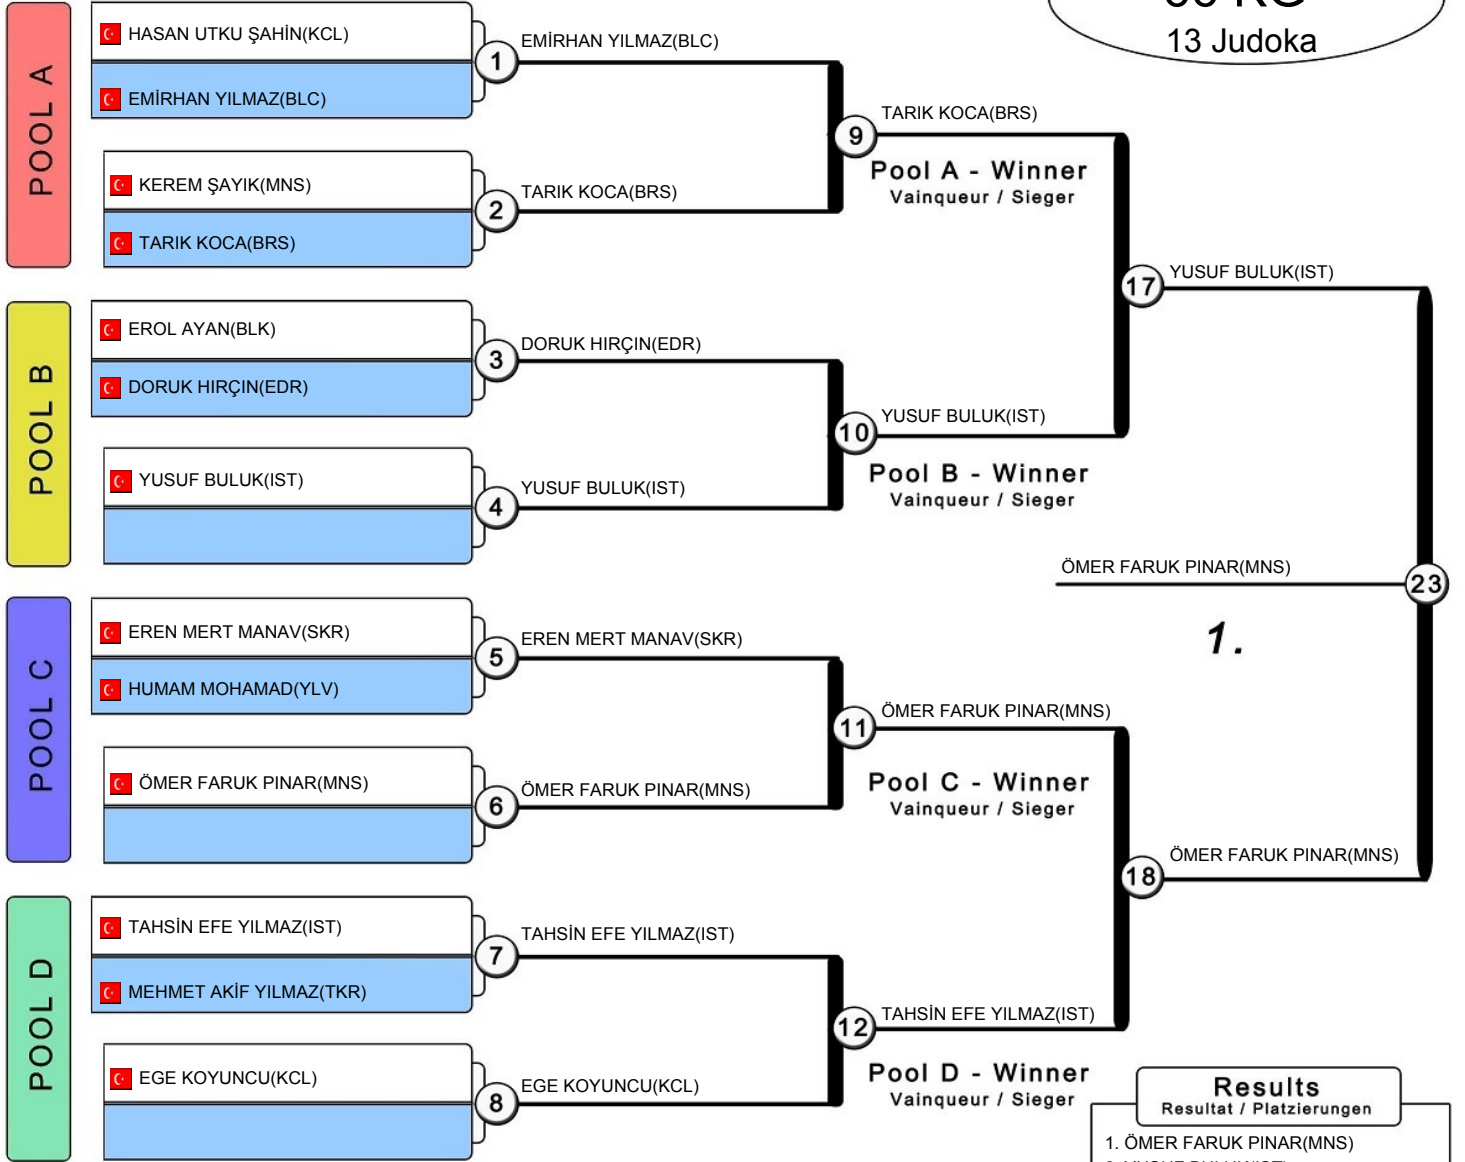 13 Judoka
POOL A
HASAN UTKU ŞAHİN(KCL)
EMİRHAN YILMAZ(BLC)
1
EMİRHAN YILMAZ(BLC)
KEREM ŞAYIK(MNS)
TARIK KOCA(BRS)
2
TARIK KOCA(BRS)
9
TARIK KOCA(BRS)
Pool A - Winner
Vainqueur / Sieger
POOL B
EROL AYAN(BLK)
DORUK HIRÇIN(EDR)
3
DORUK HIRÇIN(EDR)
YUSUF BULUK(IST)
4
YUSUF BULUK(IST)
10
YUSUF BULUK(IST)
Pool B - Winner
Vainqueur / Sieger
17
YUSUF BULUK(IST)
ÖMER FARUK PINAR(MNS)
23
1.
POOL C
EREN MERT MANAV(SKR)
HUMAM MOHAMAD(YLV)
5
EREN MERT MANAV(SKR)
ÖMER FARUK PINAR(MNS)
6
ÖMER FARUK PINAR(MNS)
11
ÖMER FARUK PINAR(MNS)
Pool C - Winner
Vainqueur / Sieger
18
ÖMER FARUK PINAR(MNS)
POOL D
TAHSİN EFE YILMAZ(IST)
MEHMET AKİF YILMAZ(TKR)
7
TAHSİN EFE YILMAZ(IST)
EGE KOYUNCU(KCL)
8
EGE KOYUNCU(KCL)
12
TAHSİN EFE YILMAZ(IST)
Pool D - Winner
Vainqueur / Sieger
Results
Resultat / Platzierungen
1. ÖMER FARUK PINAR(MNS)